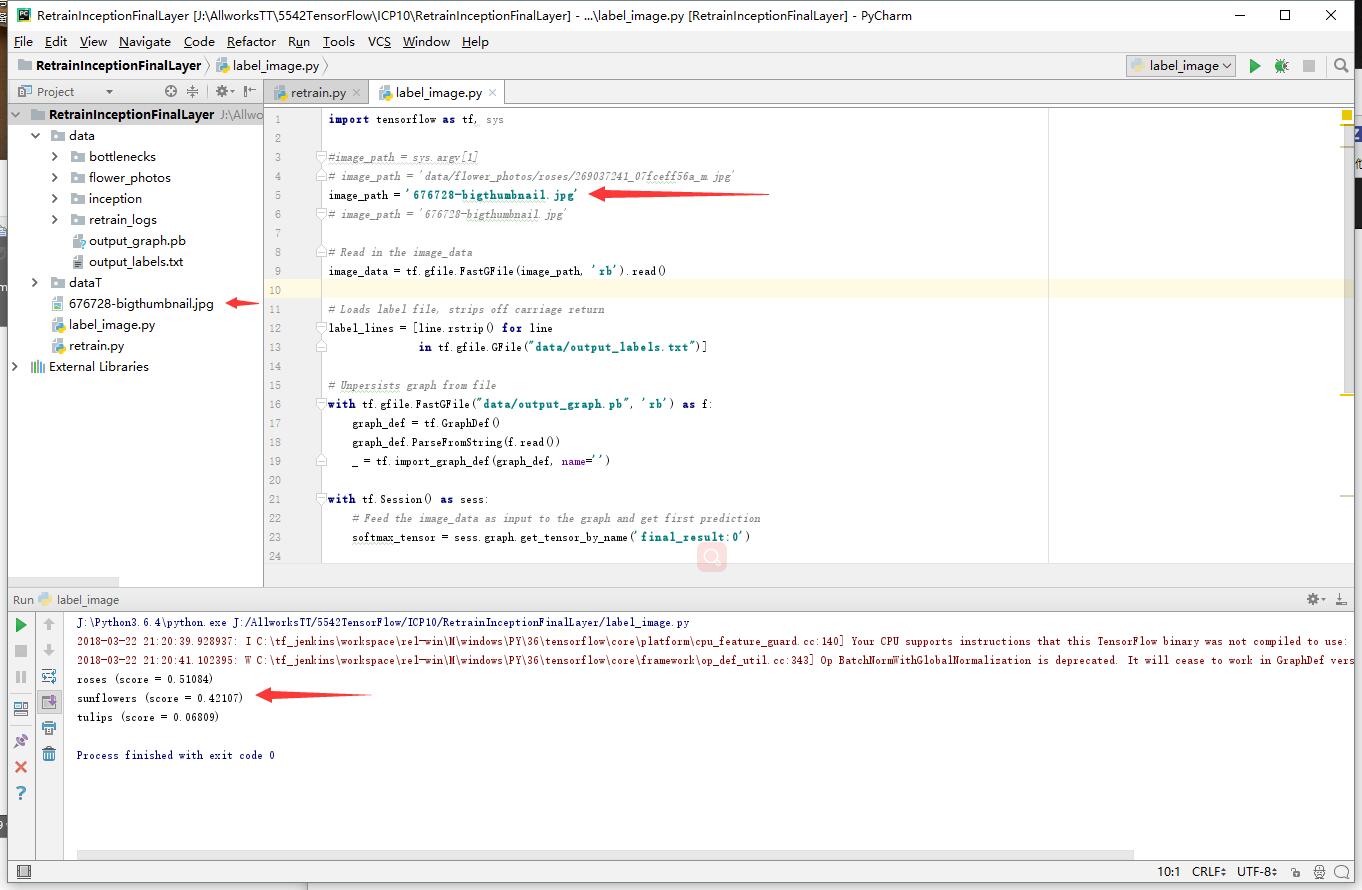 RetrainInceptionFinalLayer [J:\AllworksTT\5542TensorFlow\ICP10\RetrainInceptionFinalLayer] - ...\label_image.py [RetrainInceptionFinalLayer] - PyCharm
File Edit View Navigate Code Refactor Run Tools VCS Window Help
RetrainInceptionFinalLayer label_image.py label_image
Project
retrain.py label_image.py
RetrainInceptionFinalLayer J:\Allwo
data
bottlenecks
flower_photos
inception
retrain_logs
output_graph.pb
output_labels.txt
dataT
676728-bigthumbnail.jpg
label_image.py
retrain.py
External Libraries
1 import tensorflow as tf, sys
2
3 #image_path = sys.argv[1]
4 # image_path = 'data/flower_photos/roses/269037241_07fceff56a_m.jpg'
5 image_path = '676728-bigthumbnail.jpg'
6 # image_path = '676728-bigthumbnail.jpg'
7
8 # Read in the image_data
9 image_data = tf.gfile.FastGFile(image_path, 'rb').read()
10
11 # Loads label file, strips off carriage return
12 label_lines = [line.rstrip() for line
13 in tf.gfile.GFile("data/output_labels.txt")]
14
15 # Unpersists graph from file
16 with tf.gfile.FastGFile("data/output_graph.pb", 'rb') as f:
17 graph_def = tf.GraphDef()
18 graph_def.ParseFromString(f.read())
19 _ = tf.import_graph_def(graph_def, name='')
20
21 with tf.Session() as sess:
22 # Feed the image_data as input to the graph and get first prediction
23 softmax_tensor = sess.graph.get_tensor_by_name('final_result:0')
24
Run label_image
J:\Python3.6.4\python.exe J:/AllworksTT/5542TensorFlow/ICP10/RetrainInceptionFinalLayer/label_image.py
2018-03-22 21:20:39.928937: I C:\tf_jenkins\workspace\rel-win\M\windows\PY\36\tensorflow\core\platform\cpu_feature_guard.cc:140] Your CPU supports instructions that this TensorFlow binary was not compiled to use:
2018-03-22 21:20:41.102395: W C:\tf_jenkins\workspace\rel-win\M\windows\PY\36\tensorflow\core\framework\op_def_util.cc:343] Op BatchNormWithGlobalNormalization is deprecated. It will cease to work in GraphDef vers
roses (score = 0.51084)
sunflowers (score = 0.42107)
tulips (score = 0.06809)
Process finished with exit code 0
10:1 CRLF UTF-8